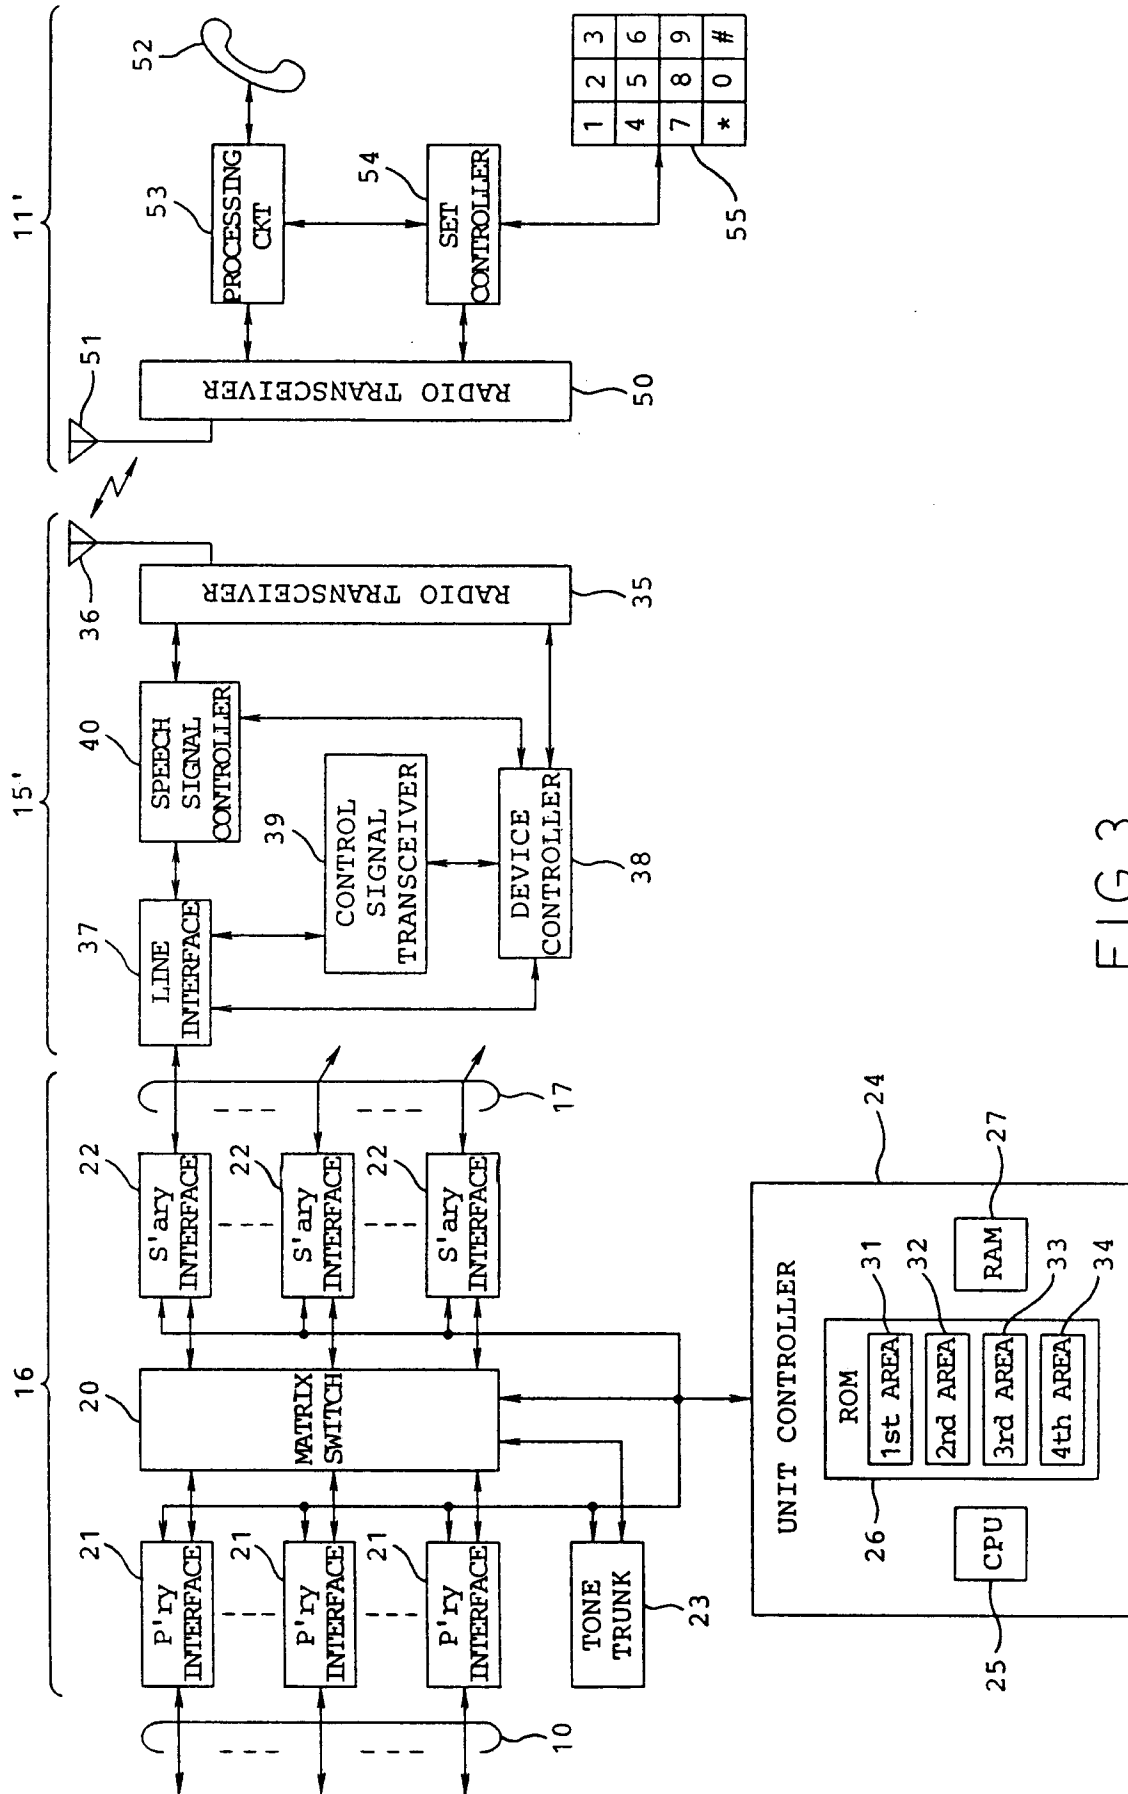 16
15'
11'
P'ry INTERFACE
21
P'ry INTERFACE
21
P'ry INTERFACE
21
TONE TRUNK
23
10
MATRIX SWITCH
20
S'ary INTERFACE
22
S'ary INTERFACE
22
S'ary INTERFACE
22
17
UNIT CONTROLLER
24
CPU
25
ROM
26
1st AREA
31
2nd AREA
32
3rd AREA
33
4th AREA
34
RAM
27
LINE INTERFACE
37
SPEECH SIGNAL CONTROLLER
40
CONTROL SIGNAL TRANSCEIVER
39
DEVICE CONTROLLER
38
RADIO TRANSCEIVER
35
36
51
RADIO TRANSCEIVER
50
PROCESSING CKT
53
52
SET CONTROLLER
54
1 2 3
4 5 6
7 8 9
* 0 #
55
FIG 3